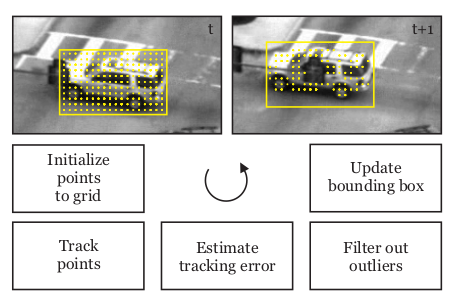 t
t+1
Initialize
points
to grid
Update
bounding box
Track
points
Estimate
tracking error
Filter out
outliers